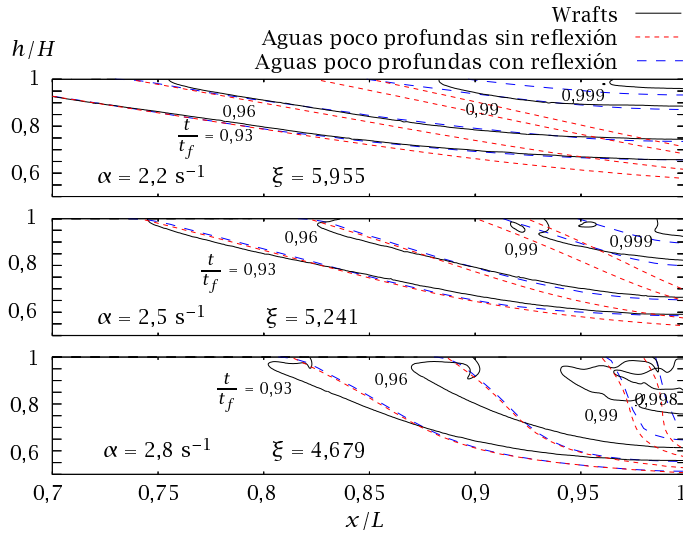 Wrafts
Aguas poco profundas sin reflexión
Aguas poco profundas con reflexión
h/H
1
0,8
0,6
0,96
0,99
0,999
t/t_f = 0,93
α = 2,2 s⁻¹ ξ = 5,955
1
0,8
0,6
0,96
0,99
0,999
t/t_f = 0,93
α = 2,5 s⁻¹ ξ = 5,241
1
0,8
0,6
t/t_f = 0,93
0,96
0,99
0,998
α = 2,8 s⁻¹ ξ = 4,679
0,7 0,75 0,8 0,85 0,9 0,95 1
x/L